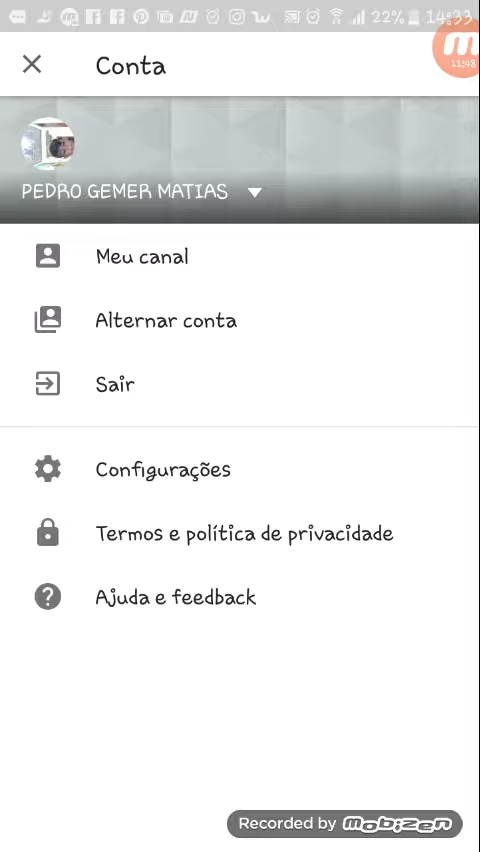 22% 14:33
Conta
11:48
PEDRO GEMER MATIAS
Meu canal
Alternar conta
Sair
Configurações
Termos e política de privacidade
Ajuda e feedback
Recorded by mobizen